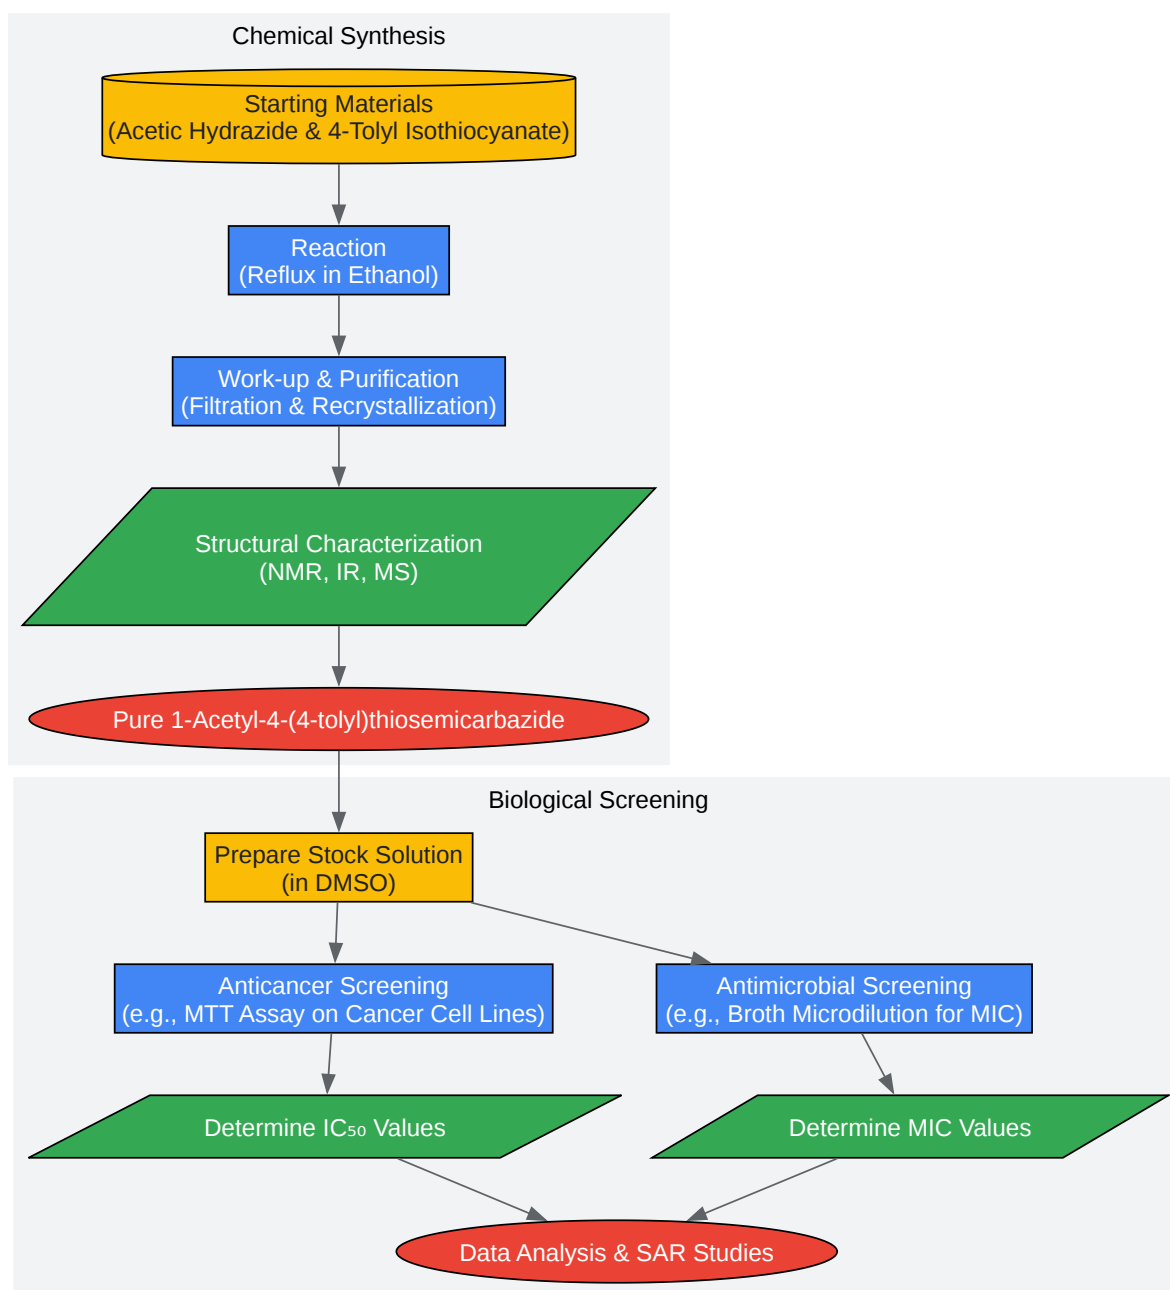 Chemical Synthesis
Starting Materials
(Acetic Hydrazide & 4-Tolyl Isothiocyanate)
Reaction
(Reflux in Ethanol)
Work-up & Purification
(Filtration & Recrystallization)
Structural Characterization
(NMR, IR, MS)
Pure 1-Acetyl-4-(4-tolyl)thiosemicarbazide
Biological Screening
Prepare Stock Solution
(in DMSO)
Anticancer Screening
(e.g., MTT Assay on Cancer Cell Lines)
Antimicrobial Screening
(e.g., Broth Microdilution for MIC)
Determine IC₅₀ Values
Determine MIC Values
Data Analysis & SAR Studies